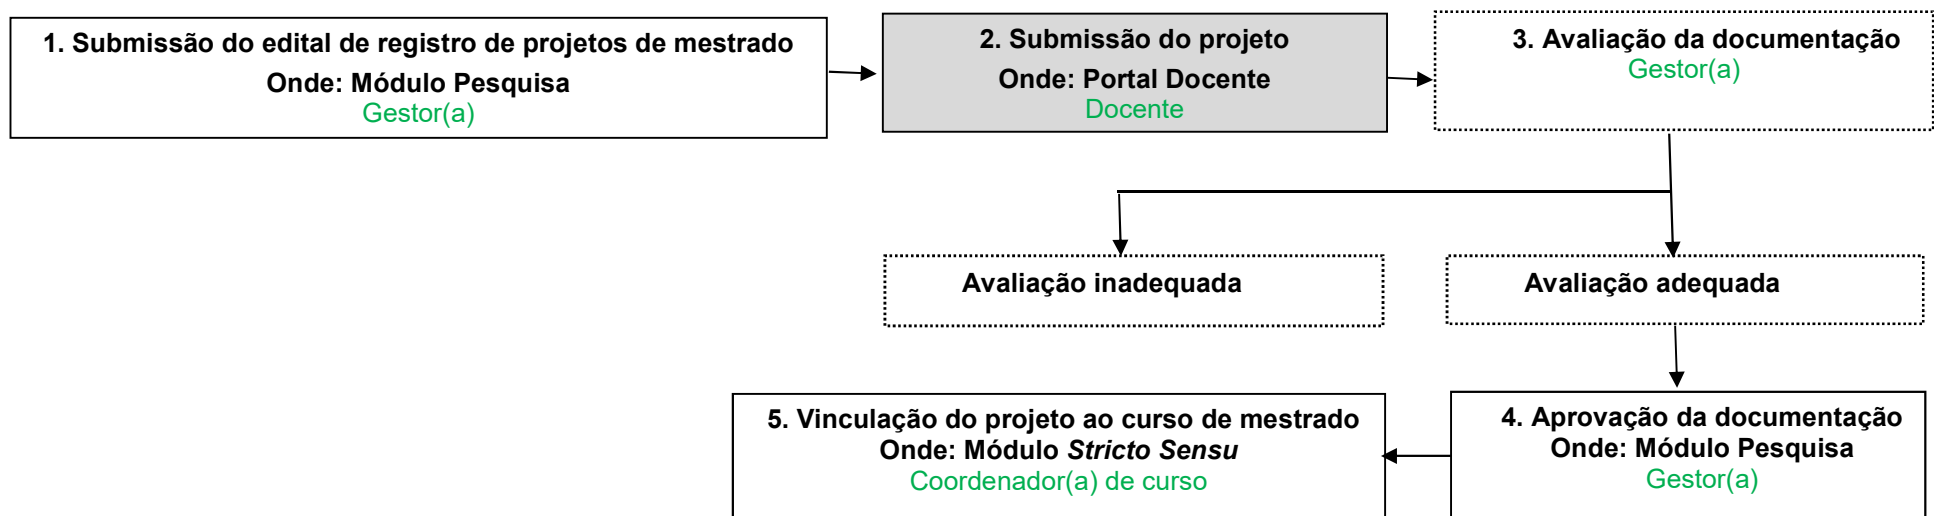 1. Submissão do edital de registro de projetos de mestrado
Onde: Módulo Pesquisa
Gestor(a)
2. Submissão do projeto
Onde: Portal Docente
Docente
3. Avaliação da documentação
Gestor(a)
Avaliação inadequada
Avaliação adequada
4. Aprovação da documentação
Onde: Módulo Pesquisa
Gestor(a)
5. Vinculação do projeto ao curso de mestrado
Onde: Módulo Stricto Sensu
Coordenador(a) de curso